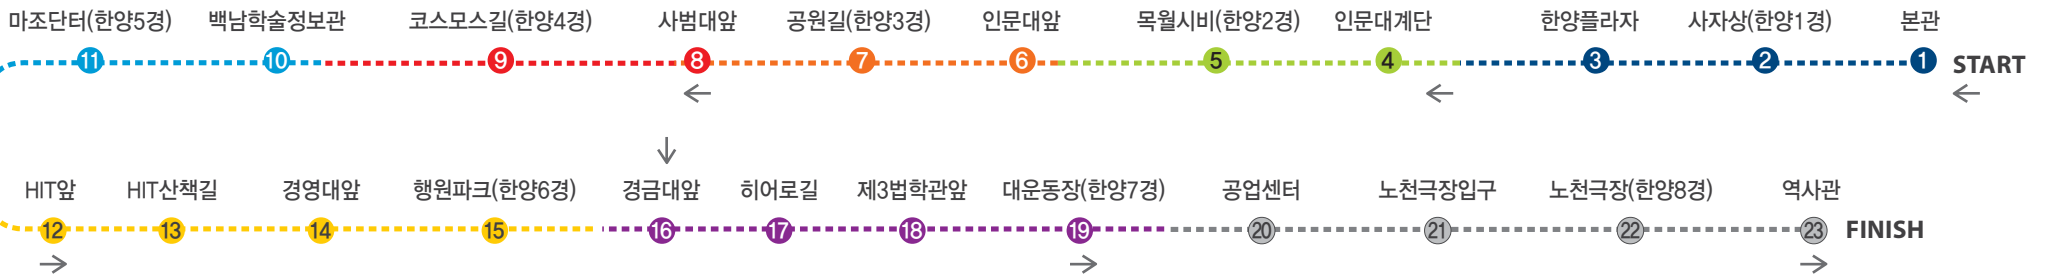 마조단터(한양5경) 백남학술정보관 코스모스길(한양4경) 사범대앞 공원길(한양3경) 인문대앞 목월시비(한양2경) 인문대계단 한양플라자 사자상(한양1경) 본관
11 10 9 8 7 6 5 4 3 2 1 START
HIT앞 HIT산책길 경영대앞 행원파크(한양6경) 경금대앞 히어로길 제3법학관앞 대운동장(한양7경) 공업센터 노천극장입구 노천극장(한양8경) 역사관
12 13 14 15 16 17 18 19 20 21 22 23 FINISH